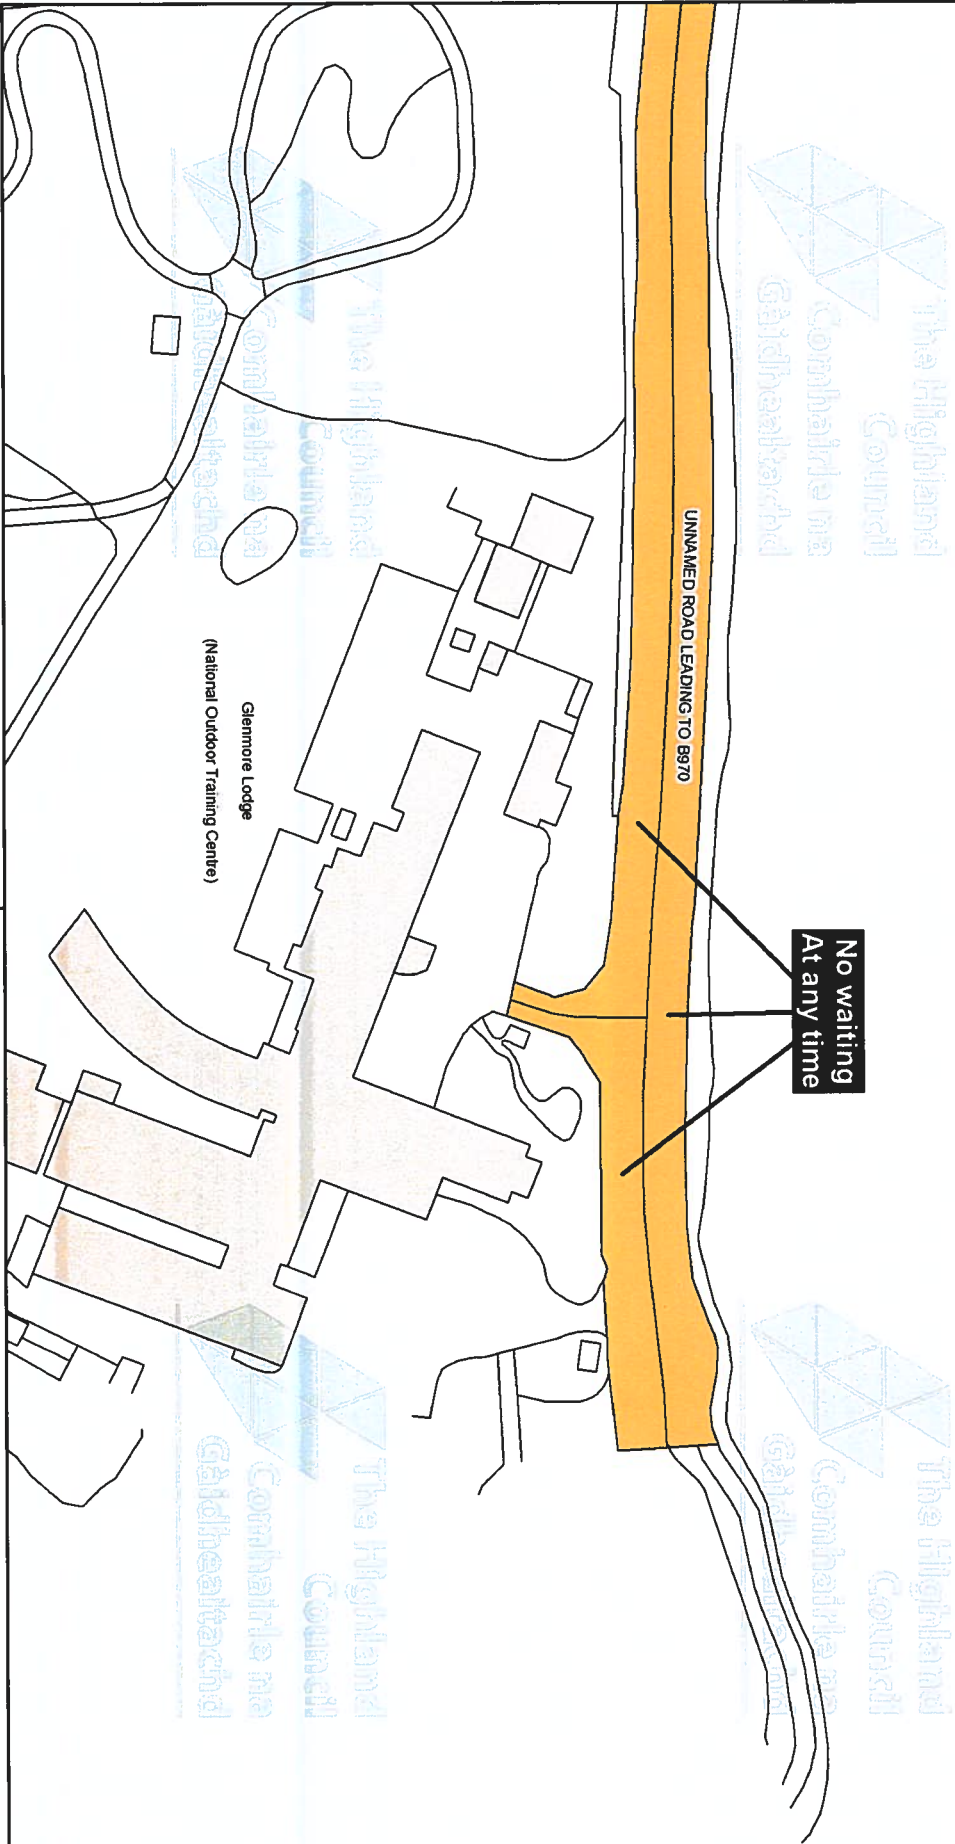 The Highland
Council
Comhairle na
Gàidhealtachd
The Highland
Council
Comhairle na
Gàidhealtachd
No waiting
At any time
UNNAMED ROAD LEADING TO B970
The Highland
Council
Comhairle na
Gàidhealtachd
The Highland
Council
Comhairle na
Gàidhealtachd
Glenmore Lodge
(National Outdoor Training Centre)